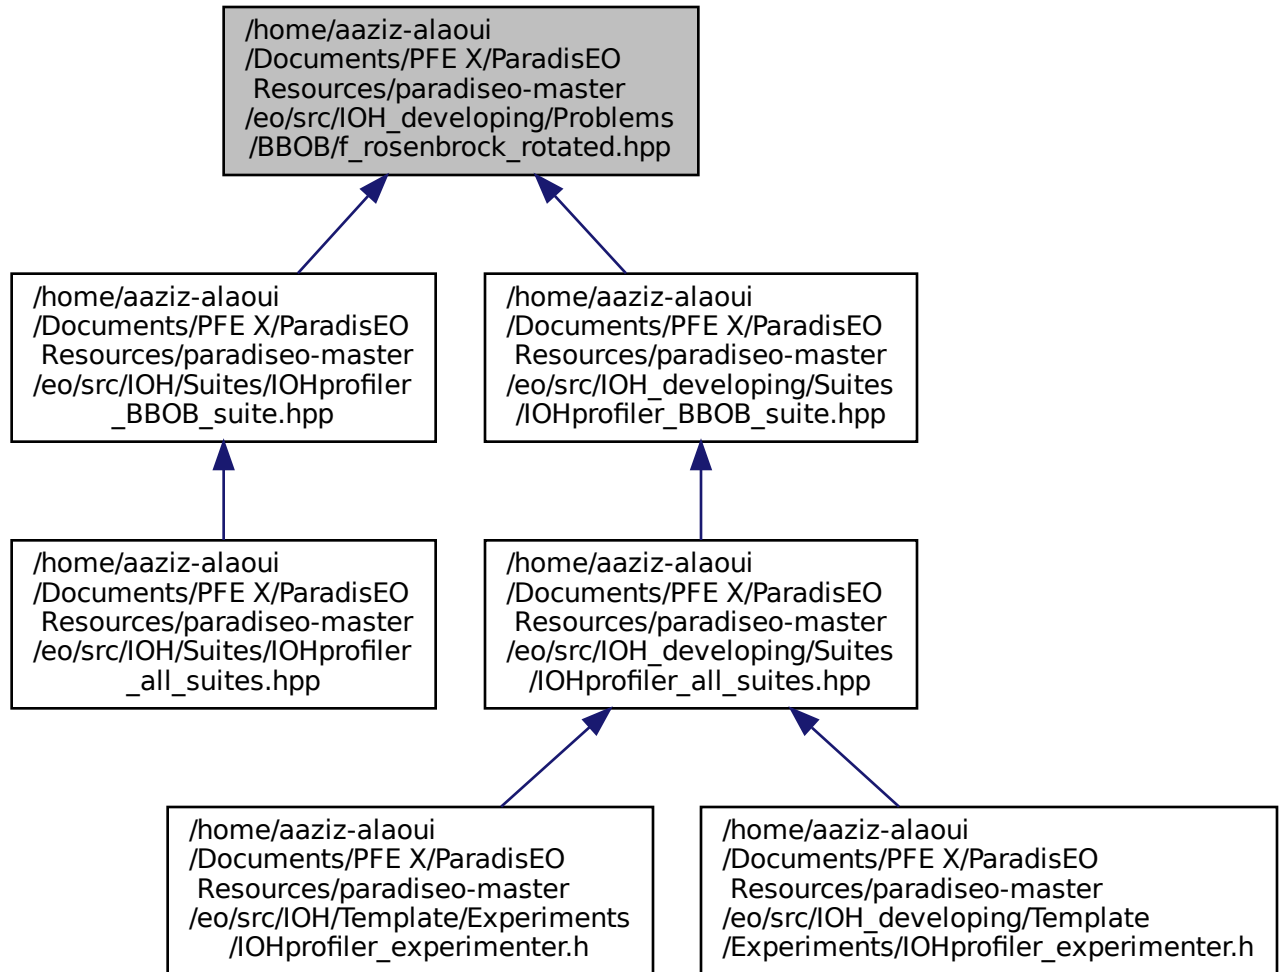 /home/aaziz-alaoui
/Documents/PFE X/ParadisEO
Resources/paradiseo-master
/eo/src/IOH_developing/Problems
/BBOB/f_rosenbrock_rotated.hpp
/home/aaziz-alaoui
/Documents/PFE X/ParadisEO
Resources/paradiseo-master
/eo/src/IOH/Suites/IOHprofiler
_BBOB_suite.hpp
/home/aaziz-alaoui
/Documents/PFE X/ParadisEO
Resources/paradiseo-master
/eo/src/IOH_developing/Suites
/IOHprofiler_BBOB_suite.hpp
/home/aaziz-alaoui
/Documents/PFE X/ParadisEO
Resources/paradiseo-master
/eo/src/IOH/Suites/IOHprofiler
_all_suites.hpp
/home/aaziz-alaoui
/Documents/PFE X/ParadisEO
Resources/paradiseo-master
/eo/src/IOH_developing/Suites
/IOHprofiler_all_suites.hpp
/home/aaziz-alaoui
/Documents/PFE X/ParadisEO
Resources/paradiseo-master
/eo/src/IOH/Template/Experiments
/IOHprofiler_experimenter.h
/home/aaziz-alaoui
/Documents/PFE X/ParadisEO
Resources/paradiseo-master
/eo/src/IOH_developing/Template
/Experiments/IOHprofiler_experimenter.h